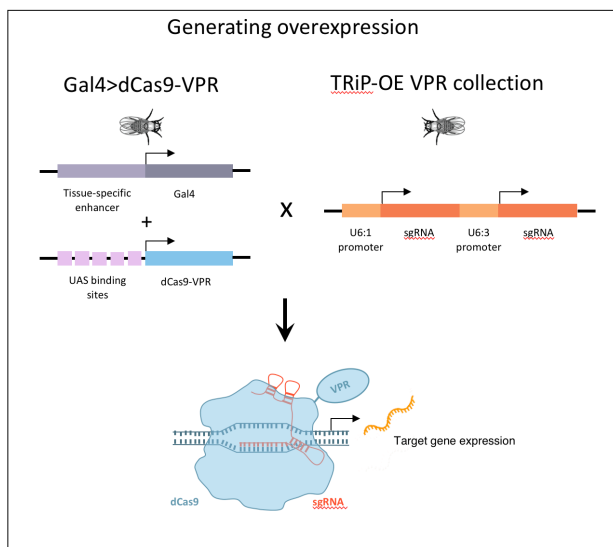 Generating overexpression
Gal4>dCas9-VPR
TRiP-OE VPR collection
Tissue-specific
enhancer
Gal4
+
UAS binding
sites
dCas9-VPR
X
U6:1
promoter
sgRNA
U6:3
promoter
sgRNA
VPR
Target gene expression
dCas9
sgRNA